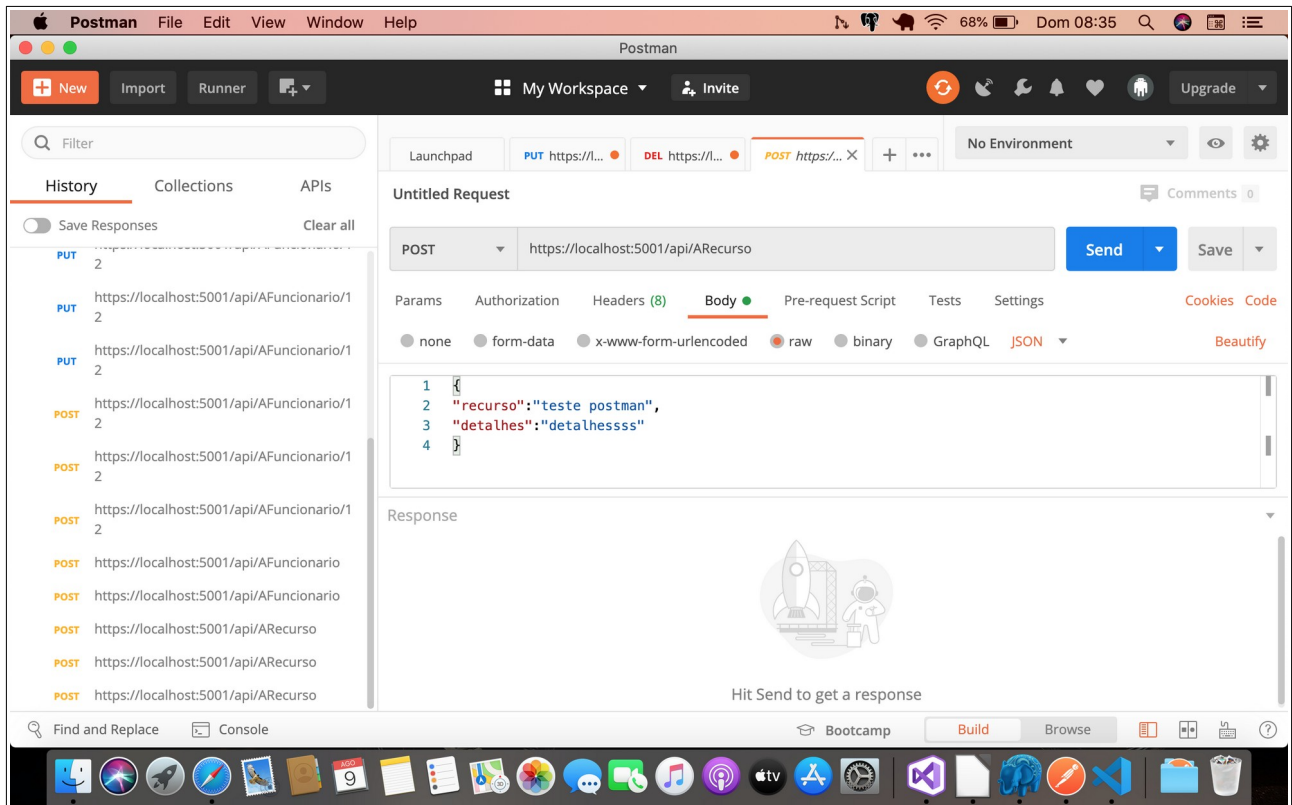 Postman File Edit View Window Help 68% Dom 08:35
Postman
New Import Runner My Workspace Invite Upgrade
Filter
History Collections APIs
Save Responses Clear all
PUT
2
PUT https://localhost:5001/api/AFuncionario/1
2
PUT https://localhost:5001/api/AFuncionario/1
2
POST https://localhost:5001/api/AFuncionario/1
2
POST https://localhost:5001/api/AFuncionario/1
2
POST https://localhost:5001/api/AFuncionario/1
2
POST https://localhost:5001/api/AFuncionario
POST https://localhost:5001/api/AFuncionario
POST https://localhost:5001/api/ARecurso
POST https://localhost:5001/api/ARecurso
POST https://localhost:5001/api/ARecurso
Launchpad PUT https://l... DEL https://l... POST https:/... No Environment
Untitled Request Comments 0
POST https://localhost:5001/api/ARecurso Send Save
Params Authorization Headers (8) Body Pre-request Script Tests Settings Cookies Code
none form-data x-www-form-urlencoded raw binary GraphQL JSON Beautify
1 {
2 "recurso":"teste postman",
3 "detalhes":"detalhessss"
4 }
Response
Hit Send to get a response
Find and Replace Console Bootcamp Build Browse
AGO
9
tv